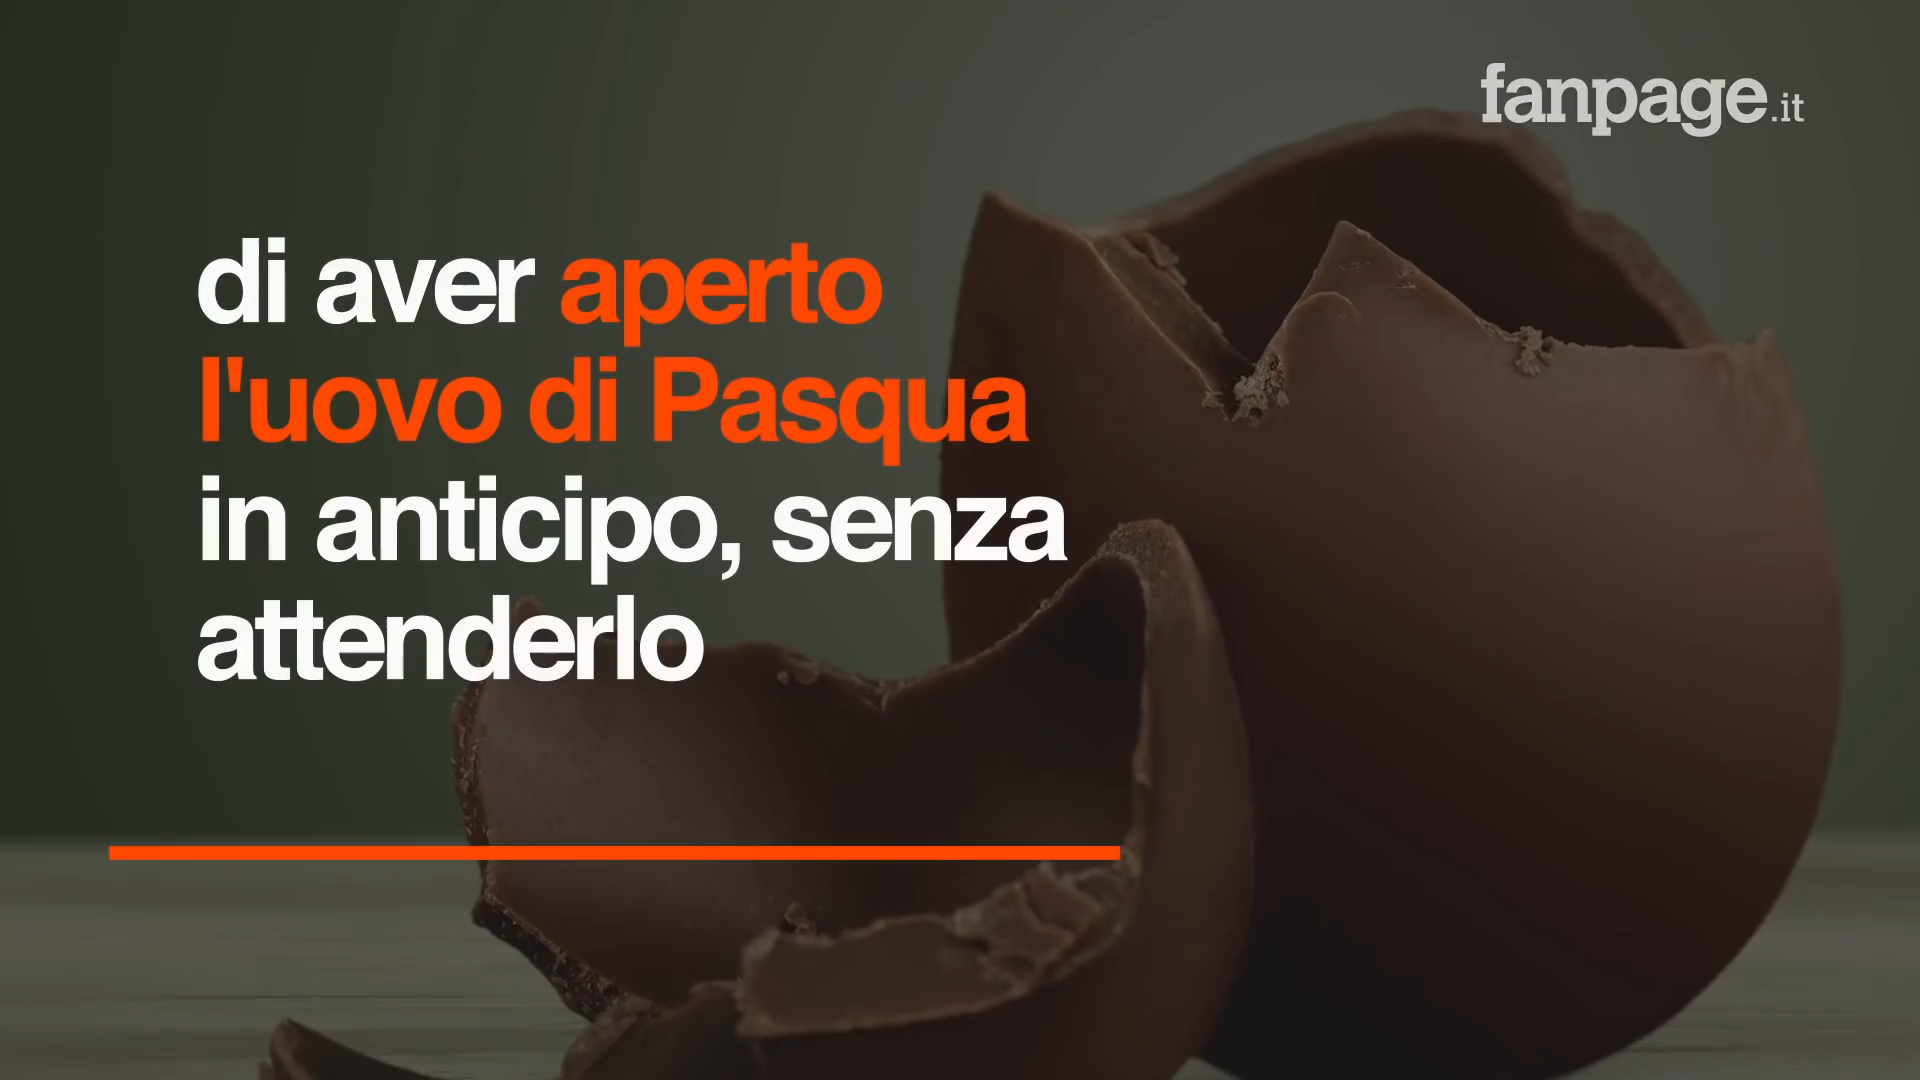 fanpage.it
di aver aperto
l'uovo di Pasqua
in anticipo, senza
attenderlo